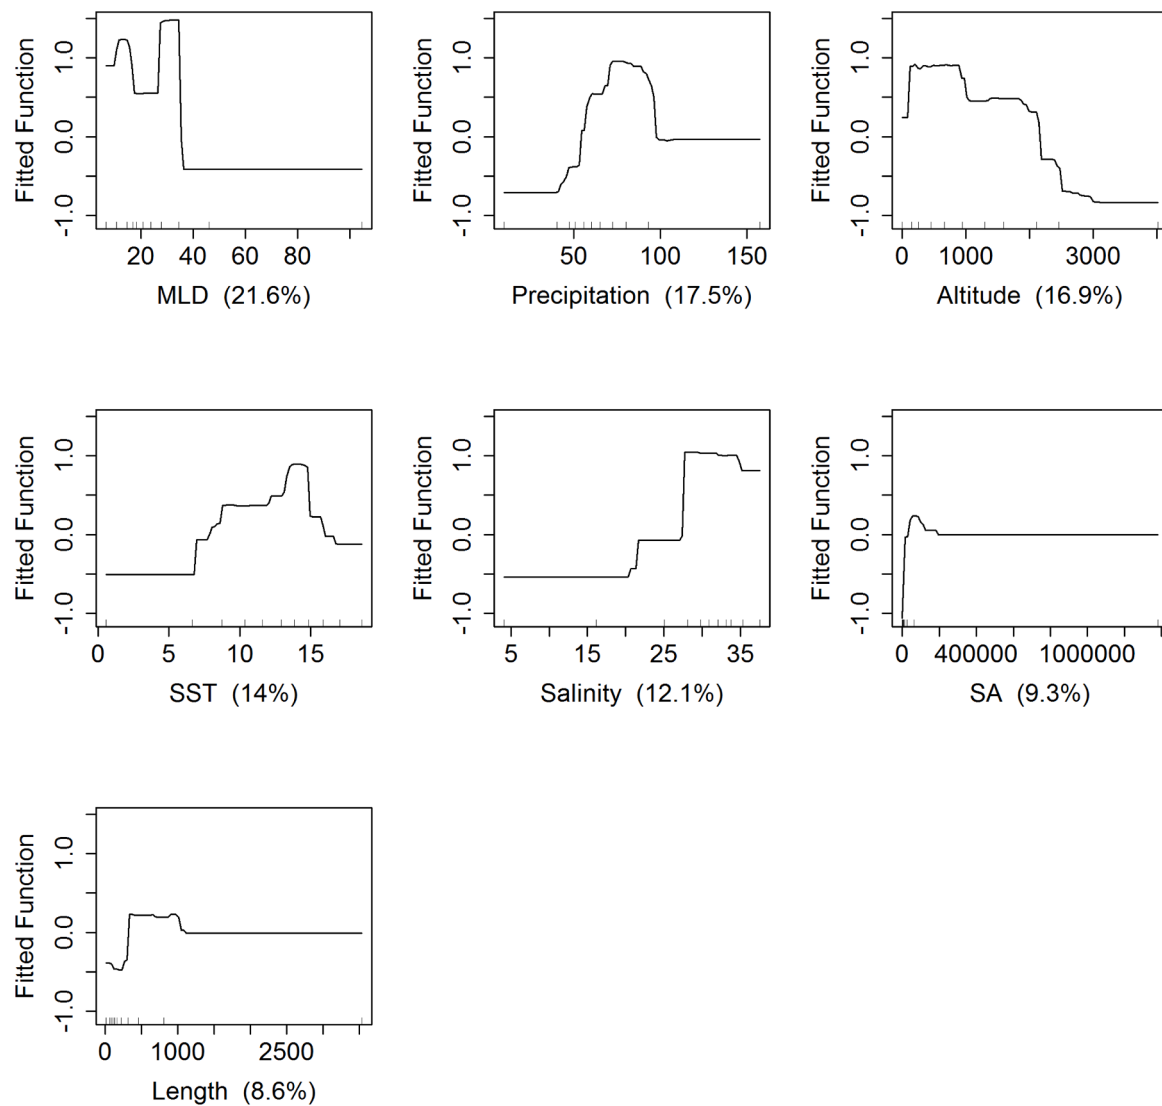 Fitted Function
1.0
0.0
-1.0
20 40 60 80
MLD (21.6%)
Fitted Function
1.0
0.0
-1.0
50 100 150
Precipitation (17.5%)
Fitted Function
1.0
0.0
-1.0
0 1000 3000
Altitude (16.9%)
Fitted Function
1.0
0.0
-1.0
0 5 10 15
SST (14%)
Fitted Function
1.0
0.0
-1.0
5 15 25 35
Salinity (12.1%)
Fitted Function
1.0
0.0
-1.0
0 400000 1000000
SA (9.3%)
Fitted Function
1.0
0.0
-1.0
0 1000 2500
Length (8.6%)